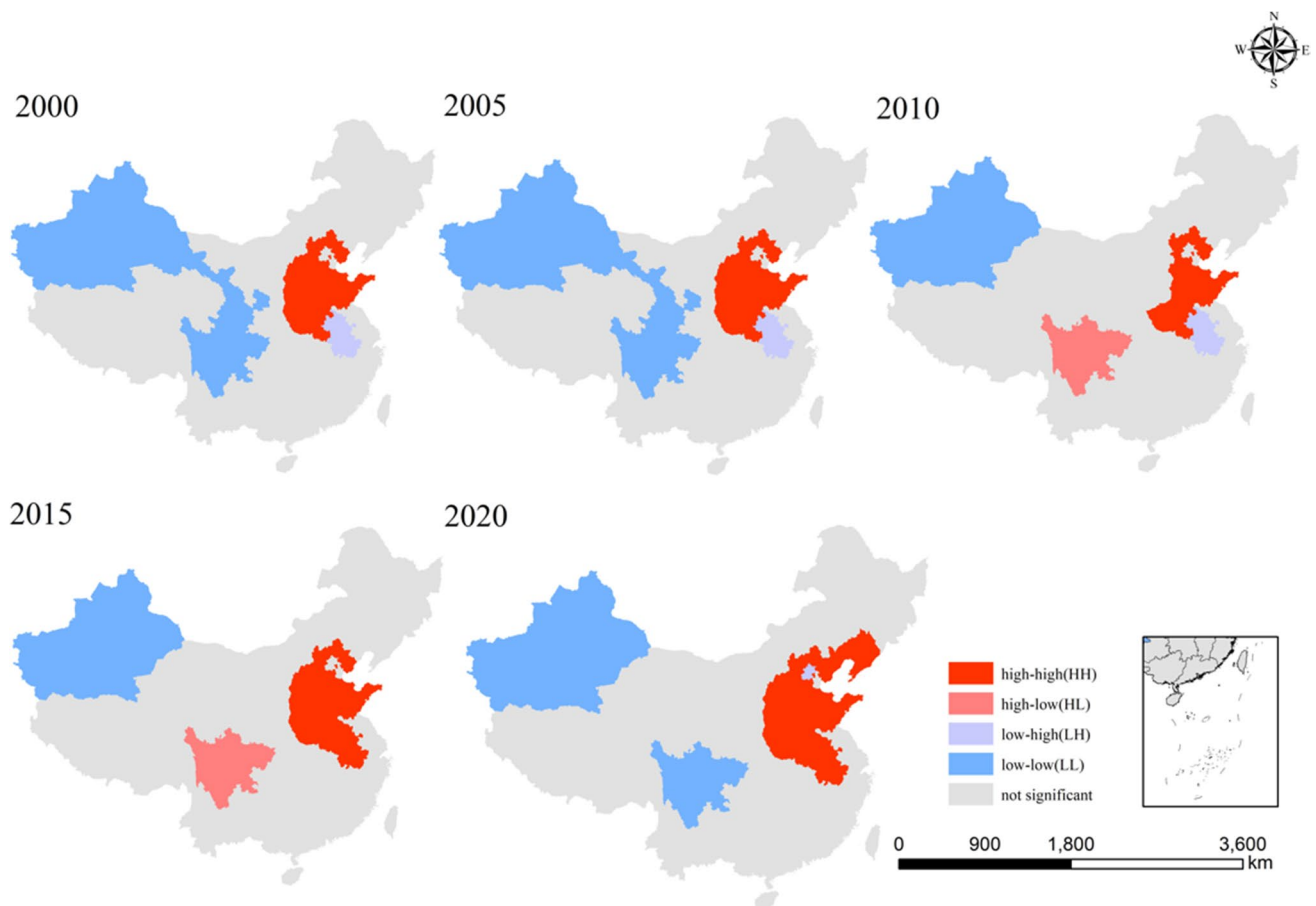 N
W E
S
2000
2005
2010
2015
2020
high-high(HH)
high-low(HL)
low-high(LH)
low-low(LL)
not significant
0 900 1,800 3,600
km